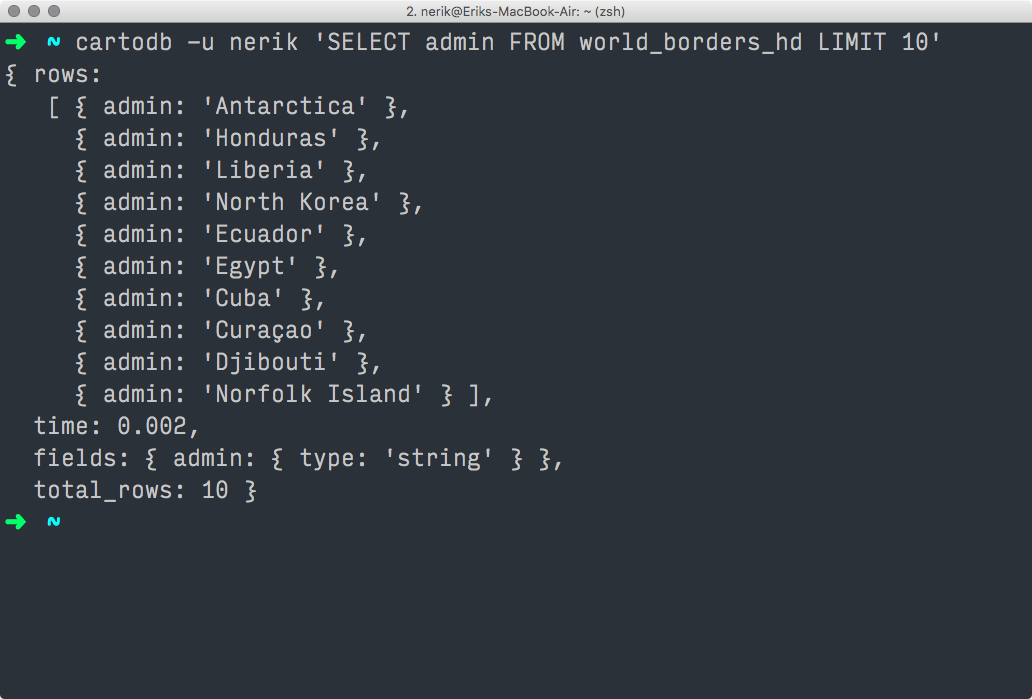 2. nerik@Eriks-MacBook-Air: ~ (zsh)
➜ ~ cartodb -u nerik 'SELECT admin FROM world_borders_hd LIMIT 10'
{ rows:
   [ { admin: 'Antarctica' },
     { admin: 'Honduras' },
     { admin: 'Liberia' },
     { admin: 'North Korea' },
     { admin: 'Ecuador' },
     { admin: 'Egypt' },
     { admin: 'Cuba' },
     { admin: 'Curaçao' },
     { admin: 'Djibouti' },
     { admin: 'Norfolk Island' } ],
  time: 0.002,
  fields: { admin: { type: 'string' } },
  total_rows: 10 }
➜ ~